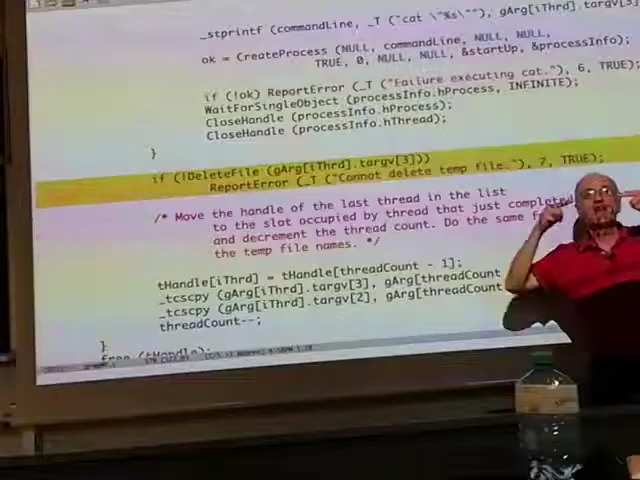 _stprintf (commandLine, _T ("cat \"%s\""), gArg[iThrd].targv[3]
ok = CreateProcess (NULL, commandLine, NULL, NULL,
TRUE, 0, NULL, NULL, &startUp, &processInfo);
if (!ok) ReportError (_T ("Failure executing cat."), 6, TRUE);
WaitForSingleObject (processInfo.hProcess, INFINITE);
CloseHandle (processInfo.hProcess);
CloseHandle (processInfo.hThread);
}
if (!DeleteFile (gArg[iThrd].targv[3]))
ReportError (_T ("Cannot delete temp file."), 7, TRUE);
/* Move the handle of the last thread in the list
to the slot occupied by thread that just completed
and decrement the thread count. Do the same f
the temp file names. */
tHandle[iThrd] = tHandle[threadCount - 1];
_tcscpy (gArg[iThrd].targv[3], gArg[threadCount
_tcscpy (gArg[iThrd].targv[2], gArg[threadCount
threadCount--;
}
free (tHandle);